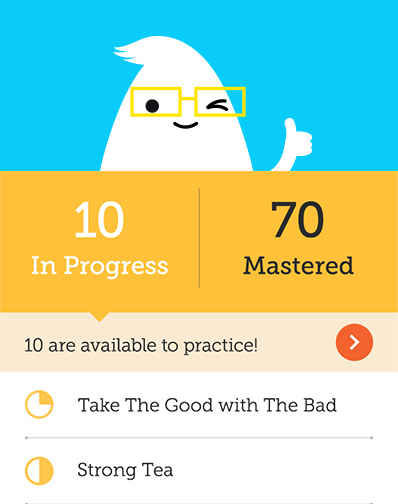 10
In Progress
70
Mastered
10 are available to practice!
Take The Good with The Bad
Strong Tea